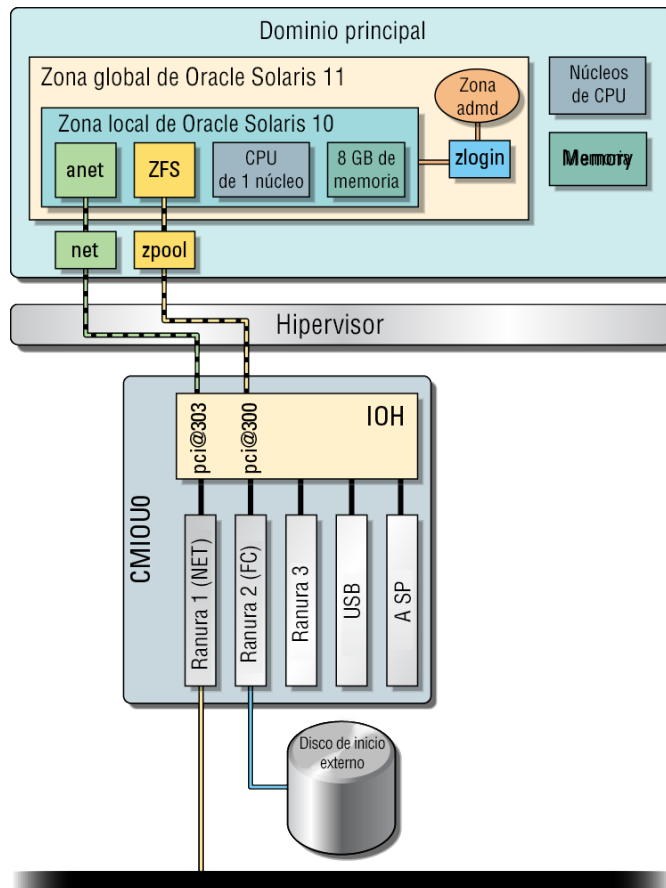 Dominio principal
Zona global de Oracle Solaris 11
Zona
admd
Núcleos
de CPU
Zona local de Oracle Solaris 10
anet
ZFS
CPU
de 1 núcleo
8 GB de
memoria
zlogin
Memory
net
zpool
Hipervisor
IOH
pci@303
pci@300
CMIOU0
Ranura 1 (NET)
Ranura 2 (FC)
Ranura 3
USB
A SP
Disco de inicio
externo